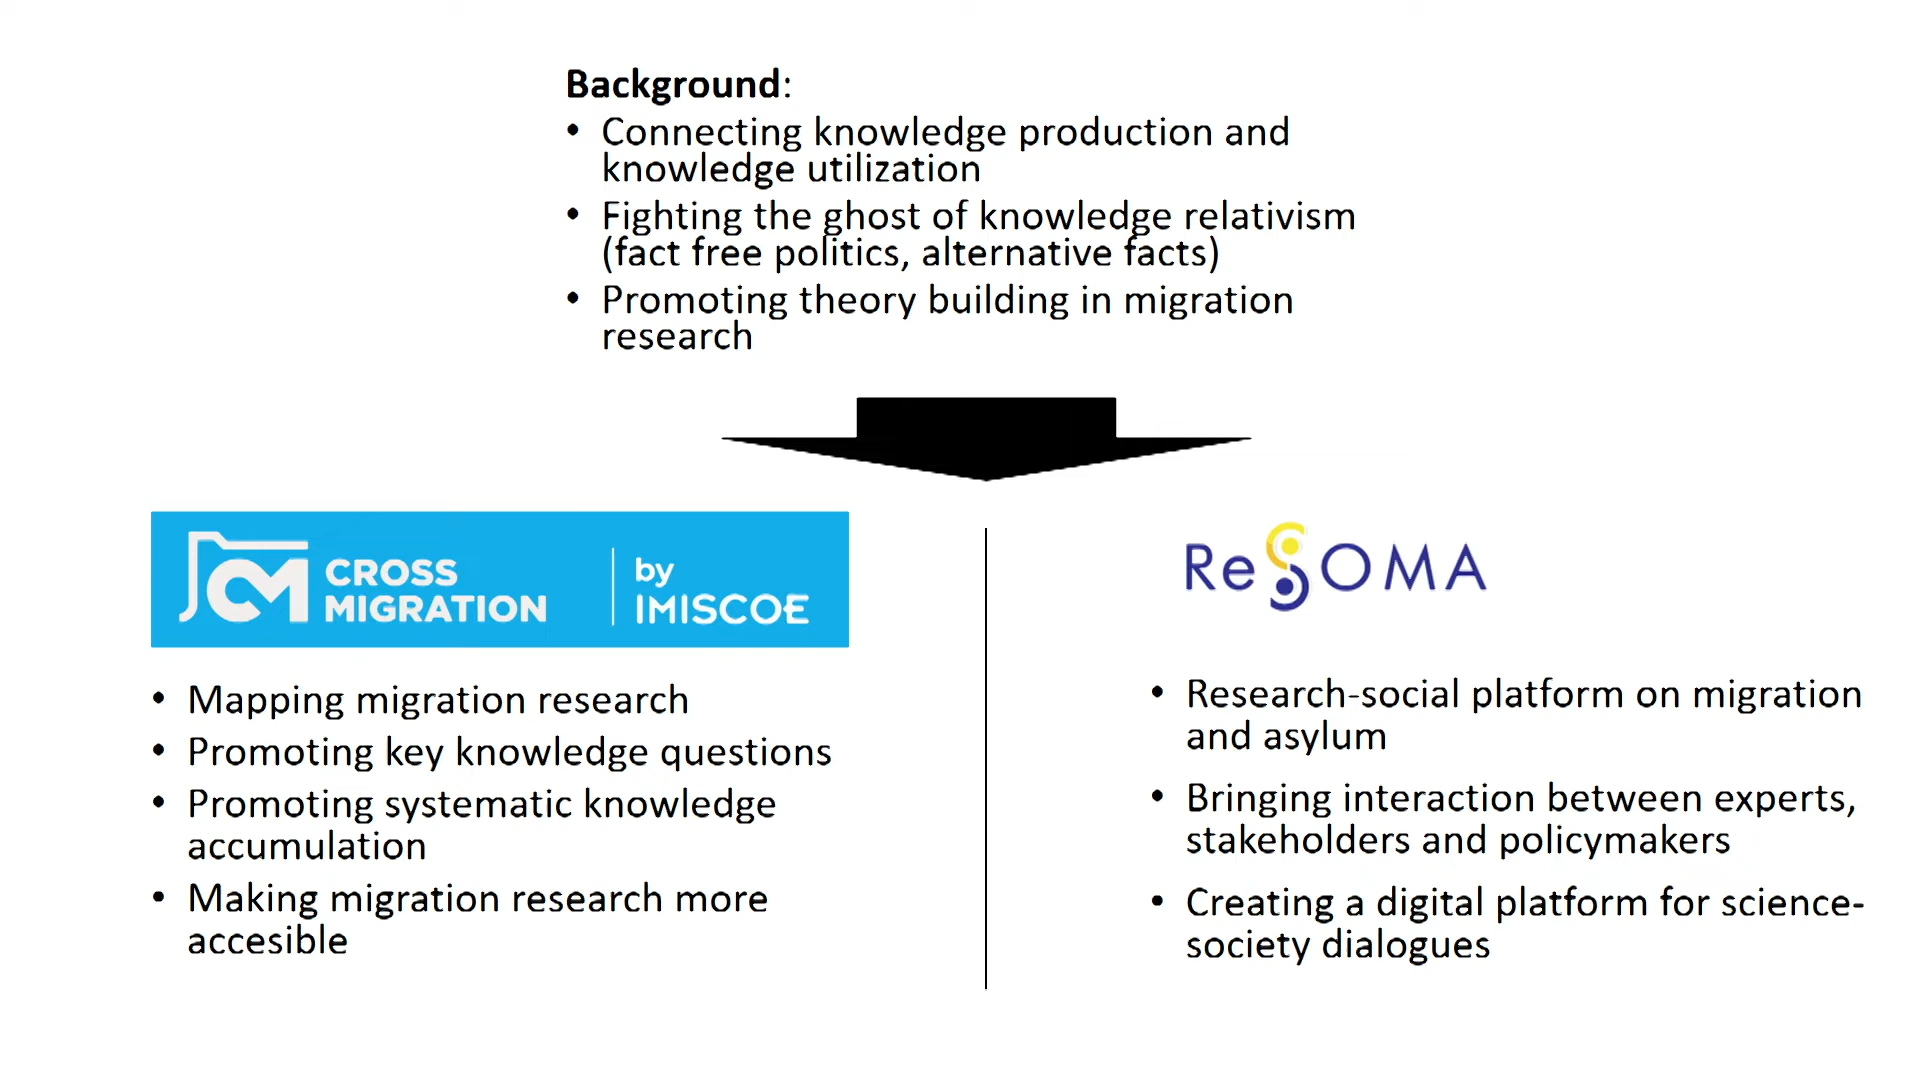 Background:
• Connecting knowledge production and
knowledge utilization
• Fighting the ghost of knowledge relativism
(fact free politics, alternative facts)
• Promoting theory building in migration
research
CM CROSS
MIGRATION
by
IMISCOE
• Mapping migration research
• Promoting key knowledge questions
• Promoting systematic knowledge
accumulation
• Making migration research more
accesible
ReSOMA
• Research-social platform on migration
and asylum
• Bringing interaction between experts,
stakeholders and policymakers
• Creating a digital platform for science-
society dialogues